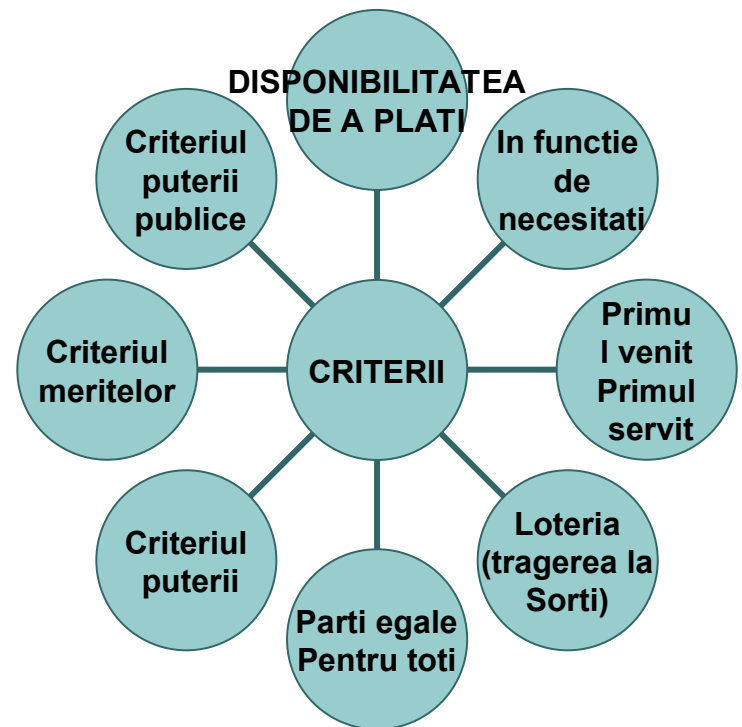 DISPONIBILITATEA
DE A PLATI
In functie
de
necesitati
Primu
l venit
Primul
servit
Loteria
(tragerea la
Sorti)
Parti egale
Pentru toti
Criteriul
puterii
Criteriul
meritelor
Criteriul
puterii
publice
CRITERII